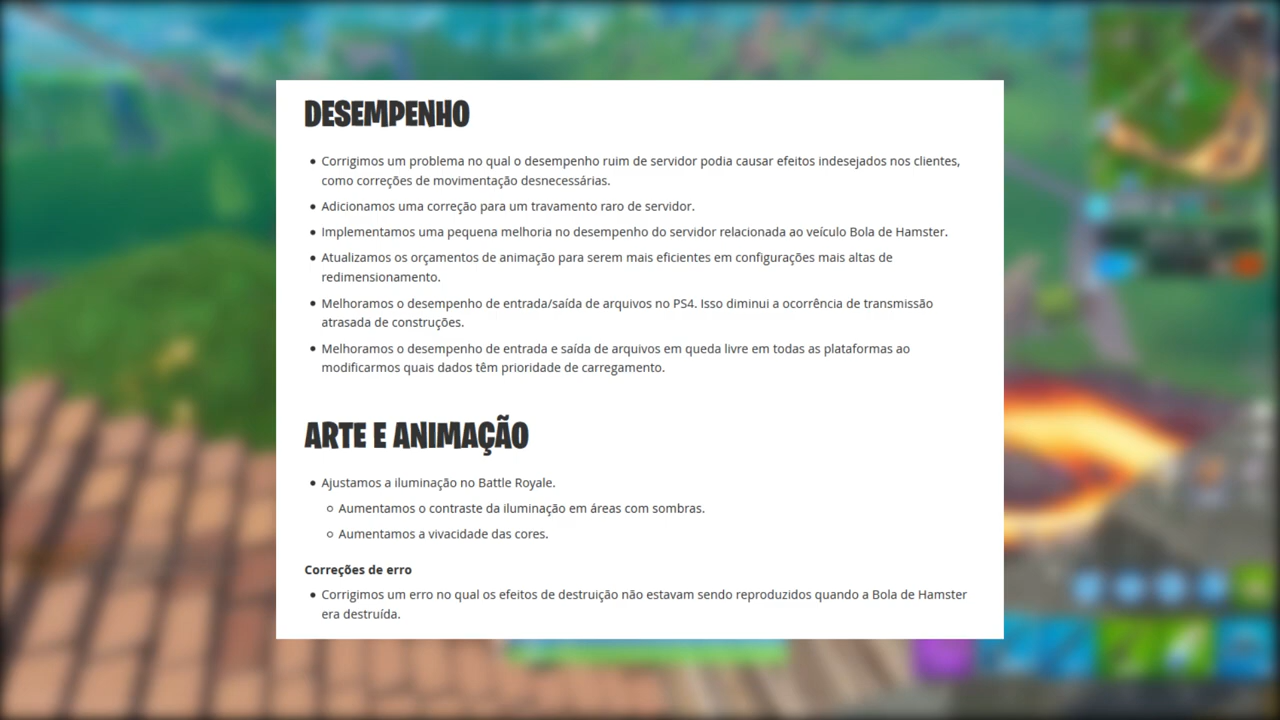 DESEMPENHO
• Corrigimos um problema no qual o desempenho ruim de servidor podia causar efeitos indesejados nos clientes,
como correções de movimentação desnecessárias.
• Adicionamos uma correção para um travamento raro de servidor.
• Implementamos uma pequena melhoria no desempenho do servidor relacionada ao veículo Bola de Hamster.
• Atualizamos os orçamentos de animação para serem mais eficientes em configurações mais altas de
redimensionamento.
• Melhoramos o desempenho de entrada/saída de arquivos no PS4. Isso diminui a ocorrência de transmissão
atrasada de construções.
• Melhoramos o desempenho de entrada e saída de arquivos em queda livre em todas as plataformas ao
modificarmos quais dados têm prioridade de carregamento.
ARTE E ANIMAÇÃO
• Ajustamos a iluminação no Battle Royale.
○ Aumentamos o contraste da iluminação em áreas com sombras.
○ Aumentamos a vivacidade das cores.
Correções de erro
• Corrigimos um erro no qual os efeitos de destruição não estavam sendo reproduzidos quando a Bola de Hamster
era destruída.